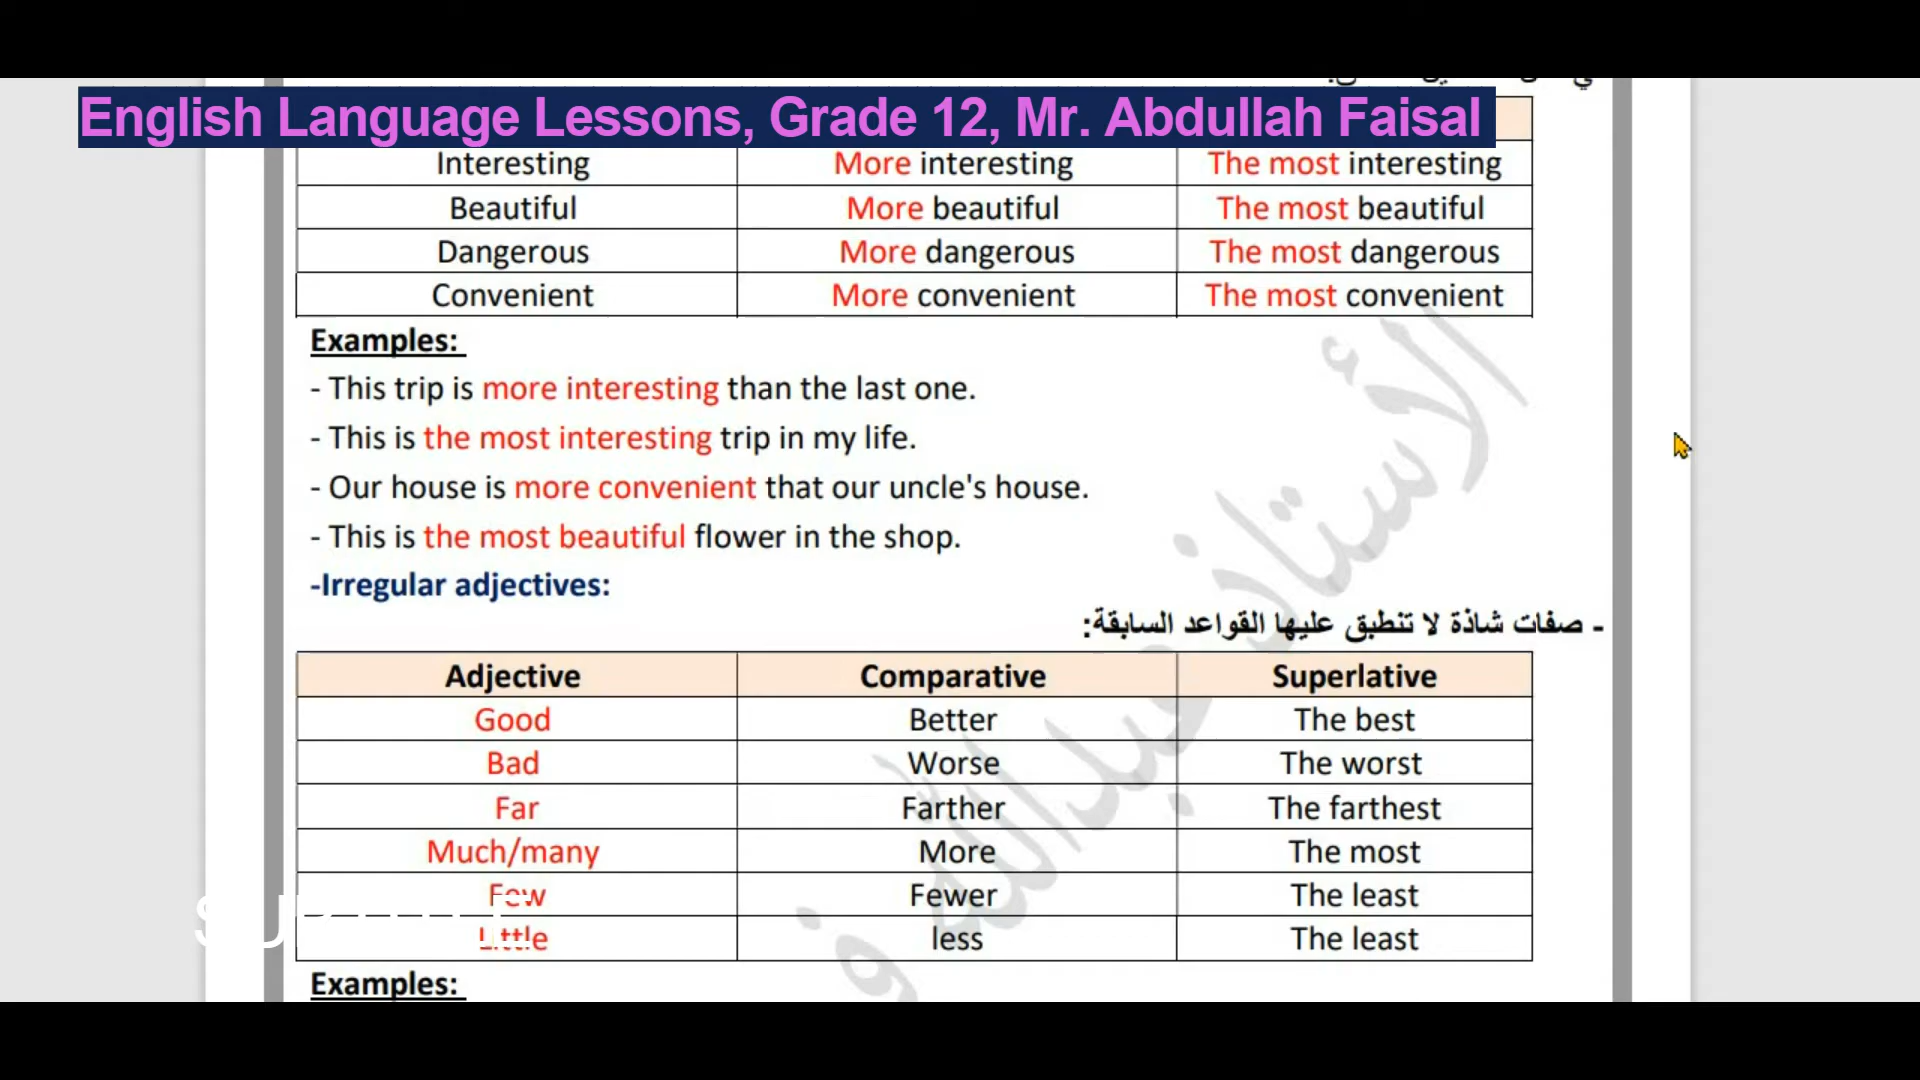 English Language Lessons, Grade 12, Mr. Abdullah Faisal
Interesting More interesting The most interesting
Beautiful More beautiful The most beautiful
Dangerous More dangerous The most dangerous
Convenient More convenient The most convenient
Examples:
- This trip is more interesting than the last one.
- This is the most interesting trip in my life.
- Our house is more convenient that our uncle's house.
- This is the most beautiful flower in the shop.
-Irregular adjectives:
- صفات شاذة لا تنطبق عليها القواعد السابقة:
Adjective Comparative Superlative
Good Better The best
Bad Worse The worst
Far Farther The farthest
Much/many More The most
Few Fewer The least
Little less The least
Examples:
الأستاذ عبدالله